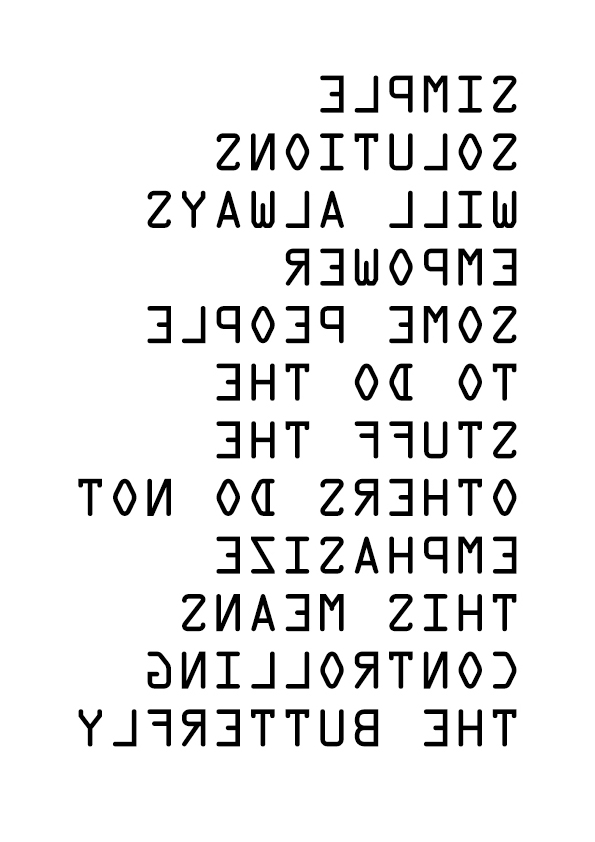 SIMPLE
SOLUTIONS
WILL ALWAYS
EMPOWER
SOME PEOPLE
TO DO THE
STUFF THE
OTHERS DO NOT
EMPHASIZE
THIS MEANS
CONTROLLING
THE BUTTERFLY